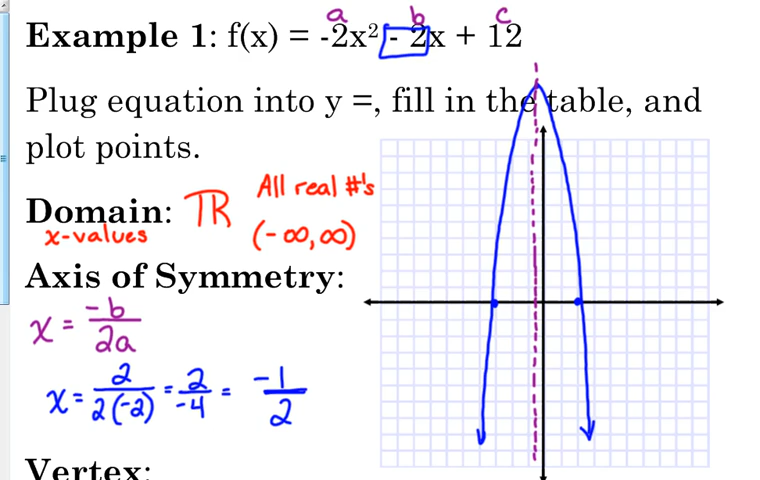 a b c
Example 1: f(x) = -2x² - 2x + 12
Plug equation into y =, fill in the table, and
plot points.
Domain: ℝ All real #'s
x-values (-∞,∞)
Axis of Symmetry:
x = -b/2a
x = 2/2(-2) = 2/-4 = -1/2
Vertex: